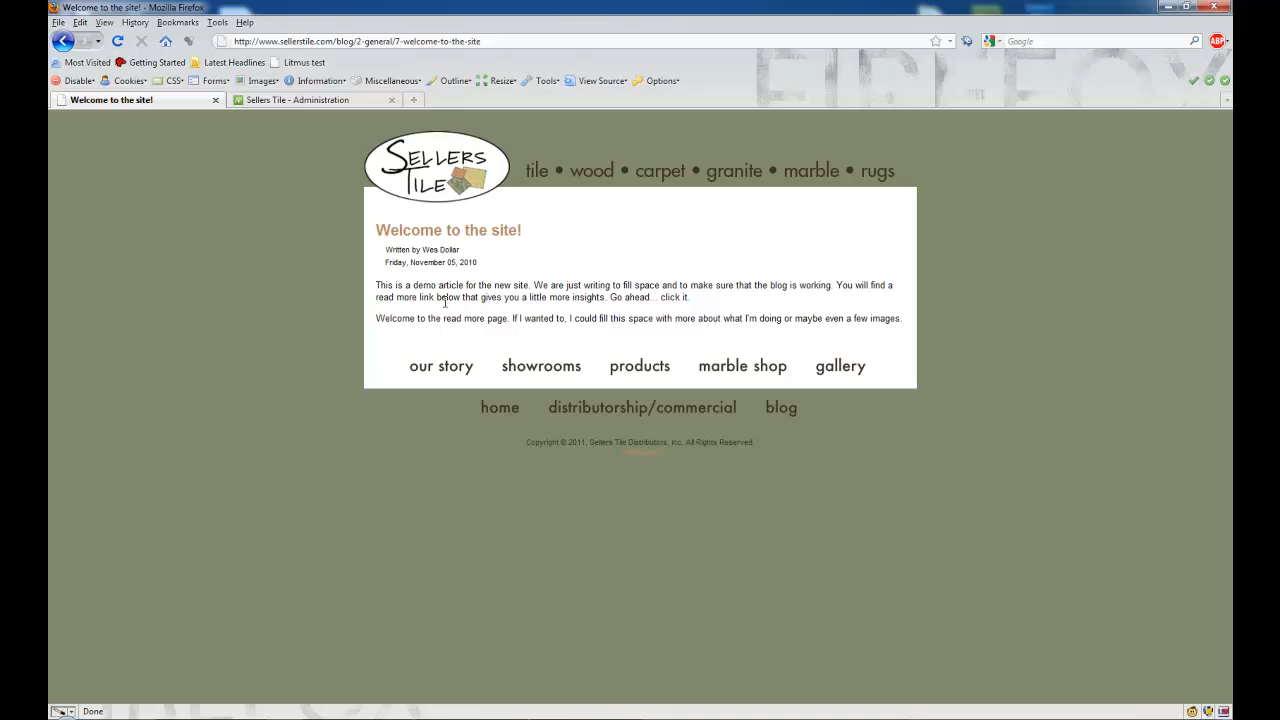 Welcome to the site! - Mozilla Firefox
File Edit View History Bookmarks Tools Help
http://www.sellerstile.com/blog/2-general/7-welcome-to-the-site
Google
ABP
Most Visited Getting Started Latest Headlines Litmus test
Disable Cookies CSS Forms Images Information Miscellaneous Outline Resize Tools View Source Options
Welcome to the site! Sellers Tile - Administration
SELLERS
TILE
tile • wood • carpet • granite • marble • rugs
Welcome to the site!
Written by Wes Dollar
Friday, November 05, 2010
This is a demo article for the new site. We are just writing to fill space and to make sure that the blog is working. You will find a
read more link below that gives you a little more insights. Go ahead... click it.
Welcome to the read more page. If I wanted to, I could fill this space with more about what I'm doing or maybe even a few images.
our story showrooms products marble shop gallery
home distributorship/commercial blog
Copyright © 2011, Sellers Tile Distributors, Inc. All Rights Reserved.
Done